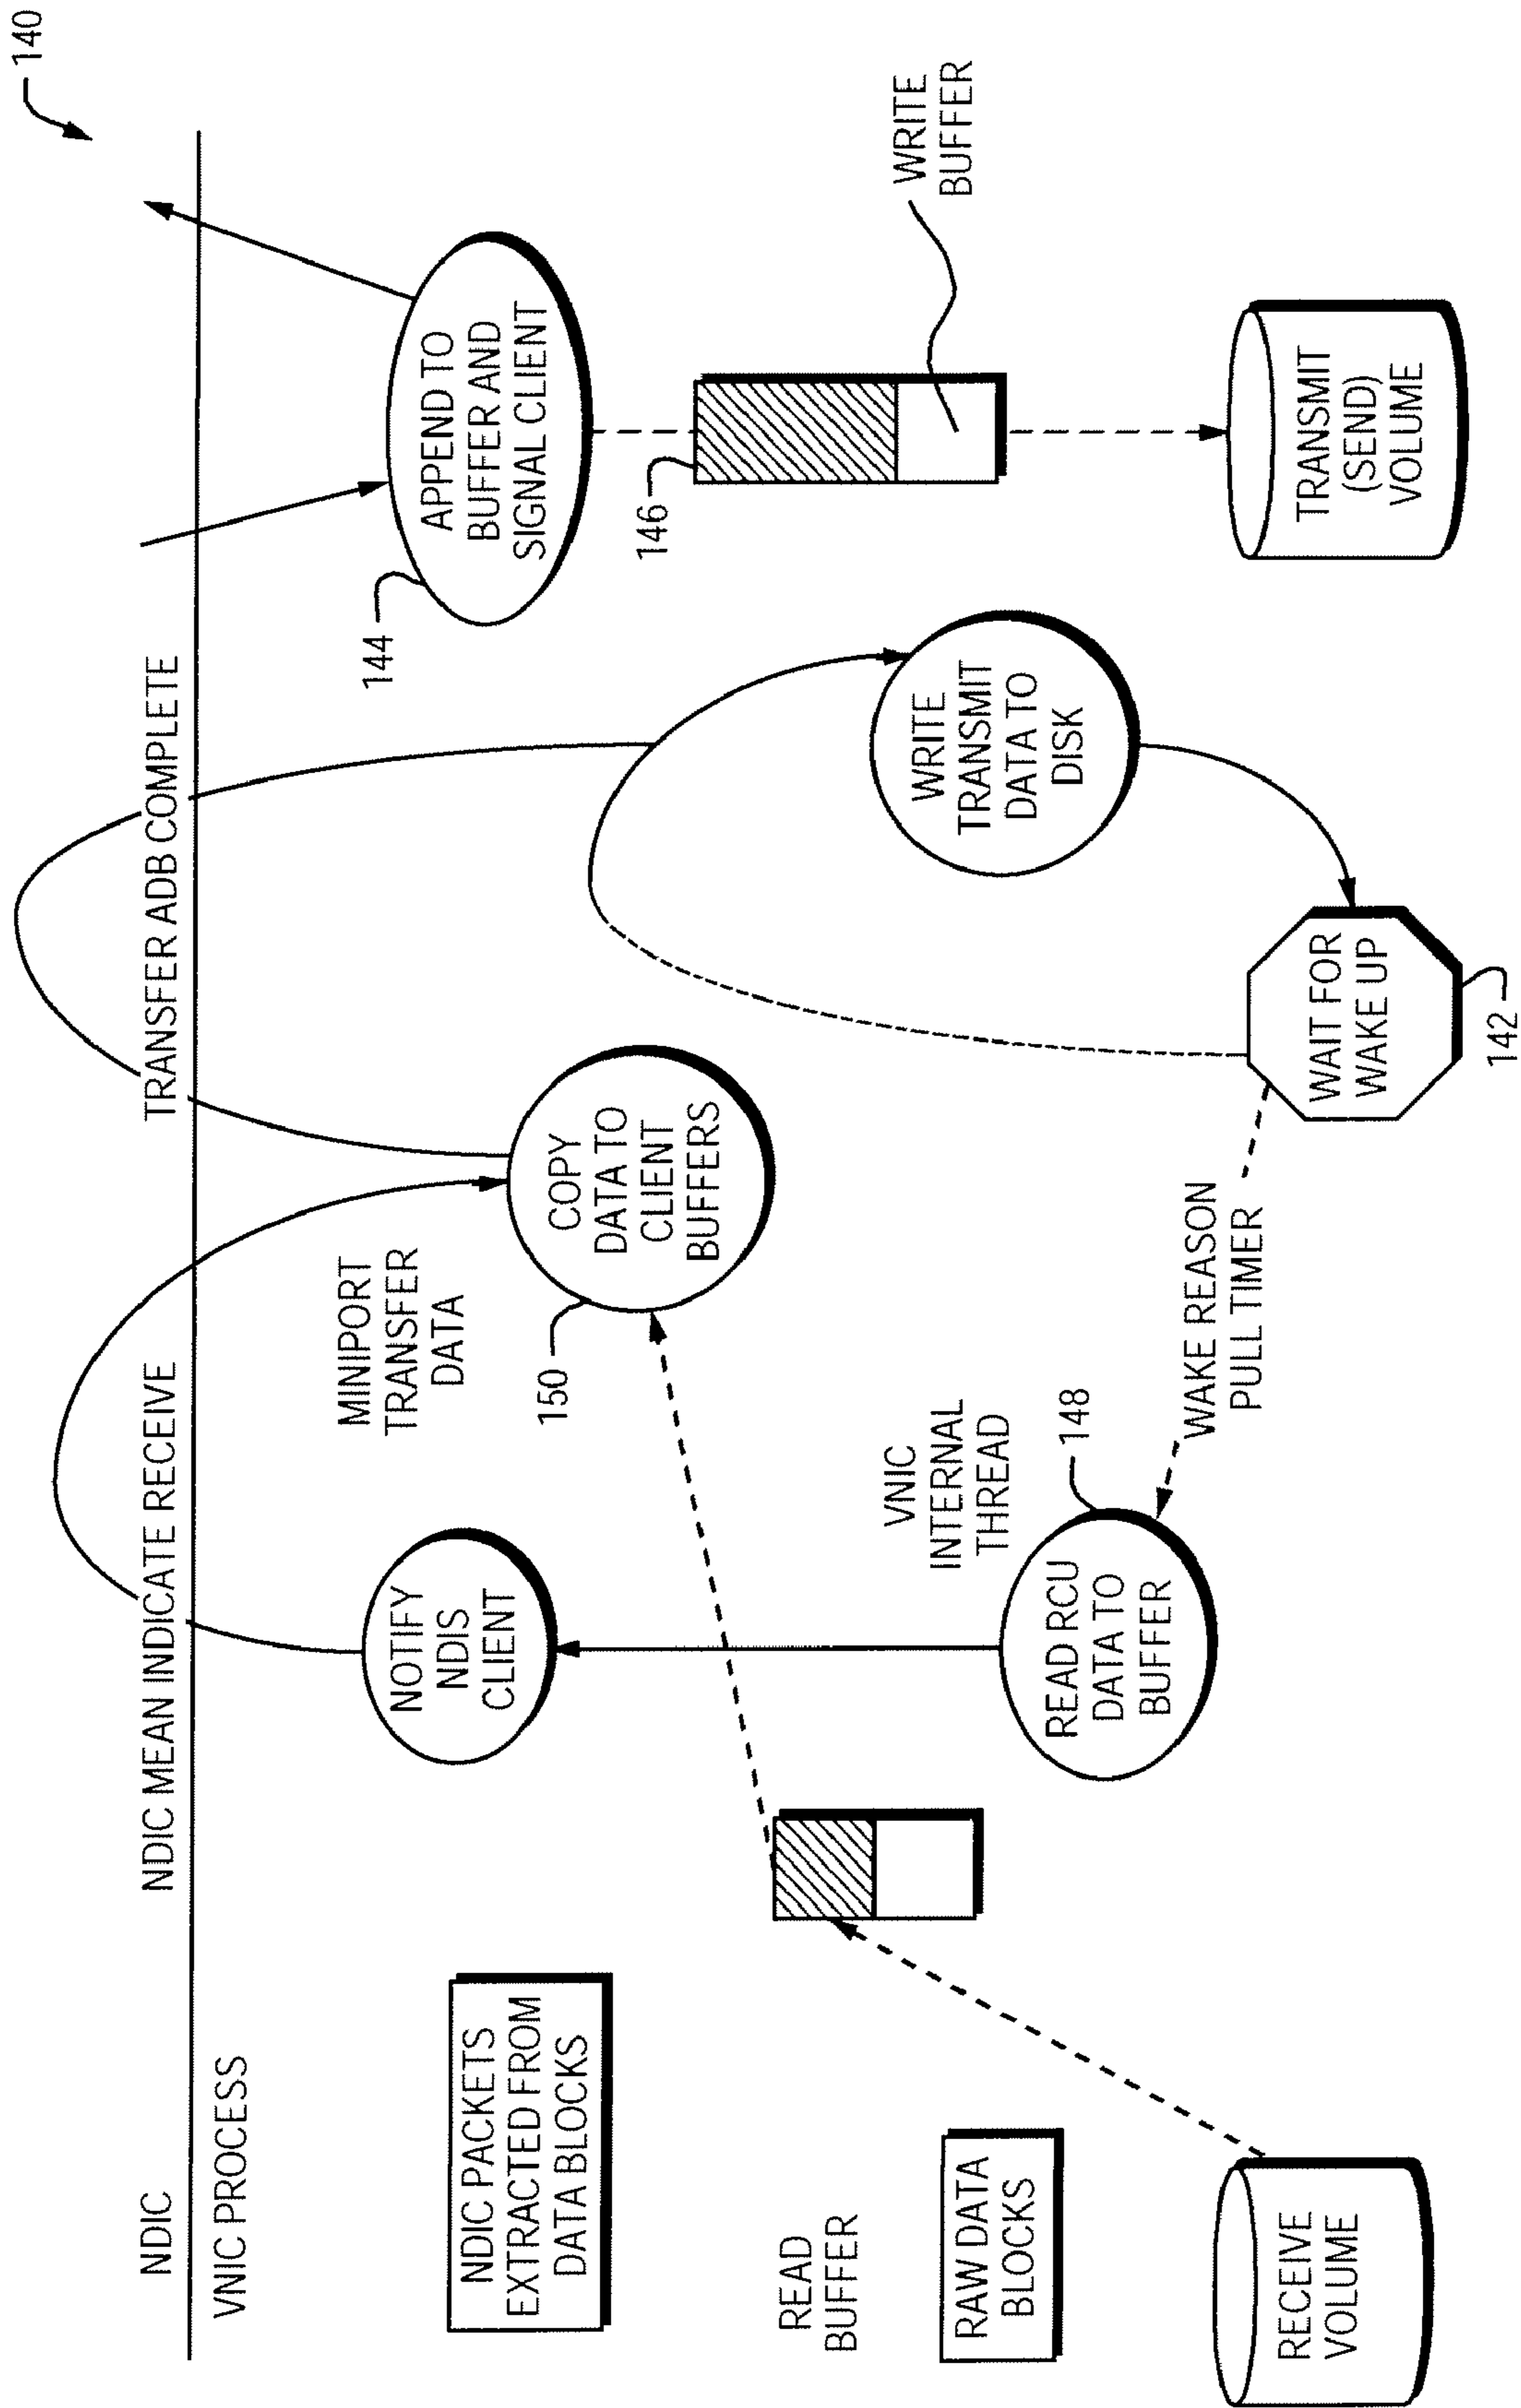 140
NDIC
NDIC MEAN INDICATE RECEIVE
TRANSFER ADB COMPLETE
VNIC PROCESS
NDIC PACKETS
EXTRACTED FROM
DATA BLOCKS
NOTIFY
NDIS
CLIENT
MINIPORT
TRANSFER
DATA
150
COPY
DATA TO
CLIENT
BUFFERS
144
APPEND TO
BUFFER AND
SIGNAL CLIENT
146
WRITE
BUFFER
READ
BUFFER
VNIC
INTERNAL
THREAD
WRITE
TRANSMIT
DATA TO
DISK
RAW DATA
BLOCKS
READ RCU
DATA TO
BUFFER
148
WAKE REASON
PULL TIMER
WAIT FOR
WAKE UP
142
TRANSMIT
(SEND)
VOLUME
RECEIVE
VOLUME